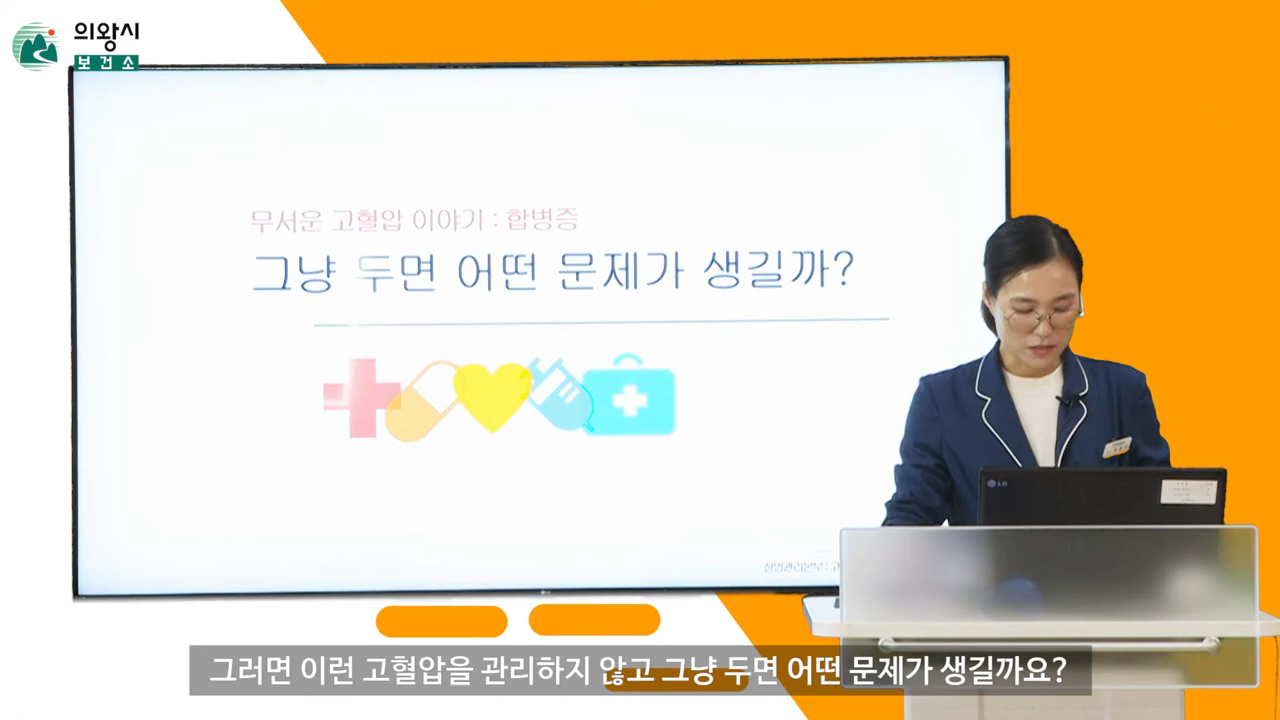 의왕시
보건소
무서운 고혈압 이야기 : 합병증
그냥 두면 어떤 문제가 생길까?
LG
그러면 이런 고혈압을 관리하지 않고 그냥 두면 어떤 문제가 생길까요?